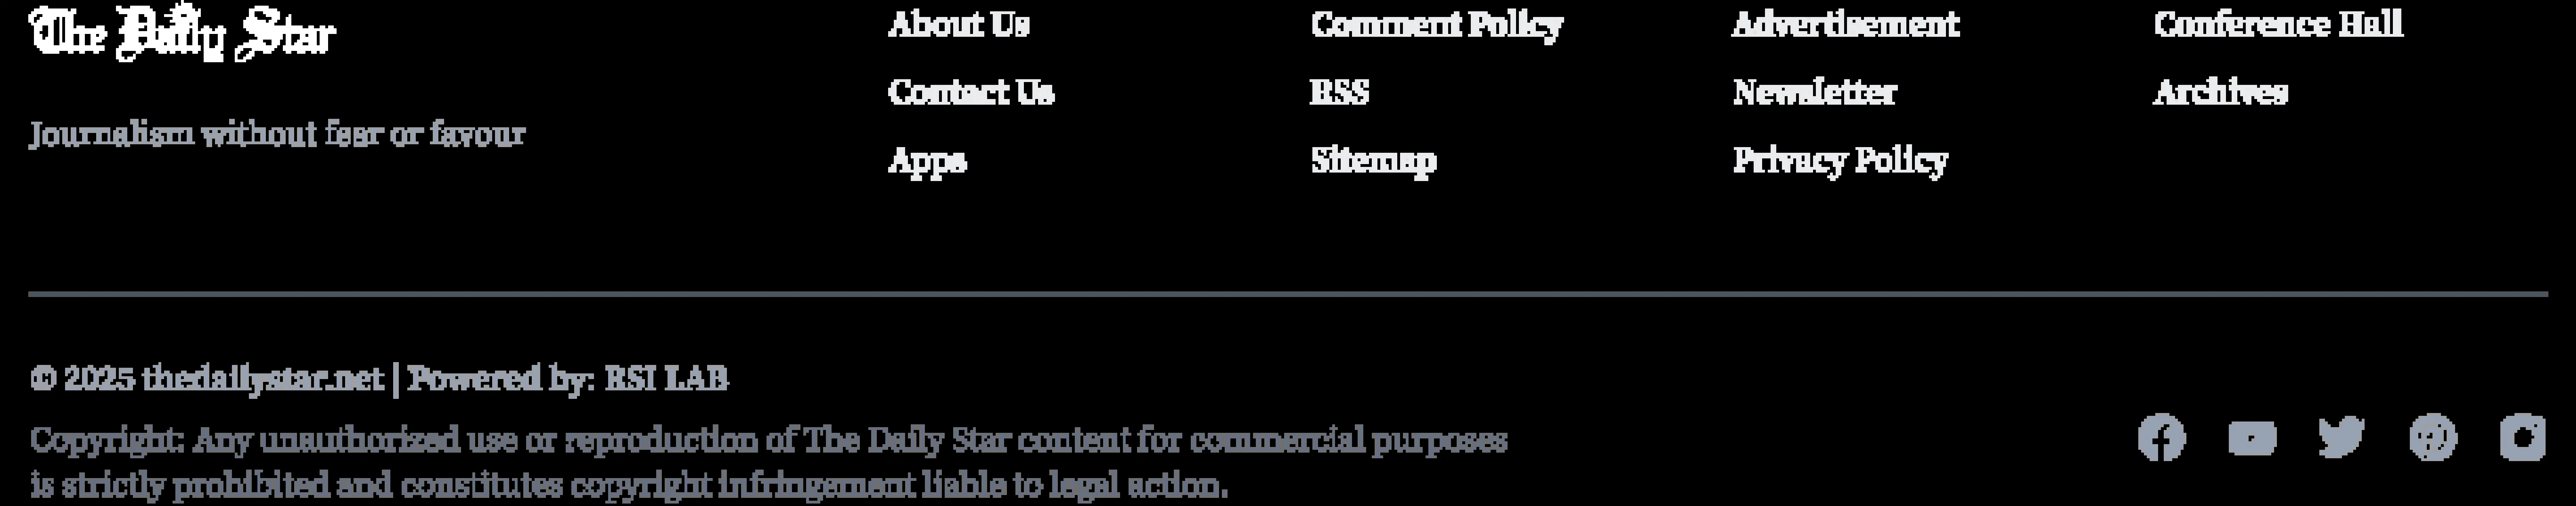 The Daily Star
Journalism without fear or favour
About Us
Contact Us
Apps
Comment Policy
RSS
Sitemap
Advertisement
Newsletter
Privacy Policy
Conference Hall
Archives
© 2025 thedailystar.net | Powered by: RSI LAB
Copyright: Any unauthorized use or reproduction of The Daily Star content for commercial purposes
is strictly prohibited and constitutes copyright infringement liable to legal action.